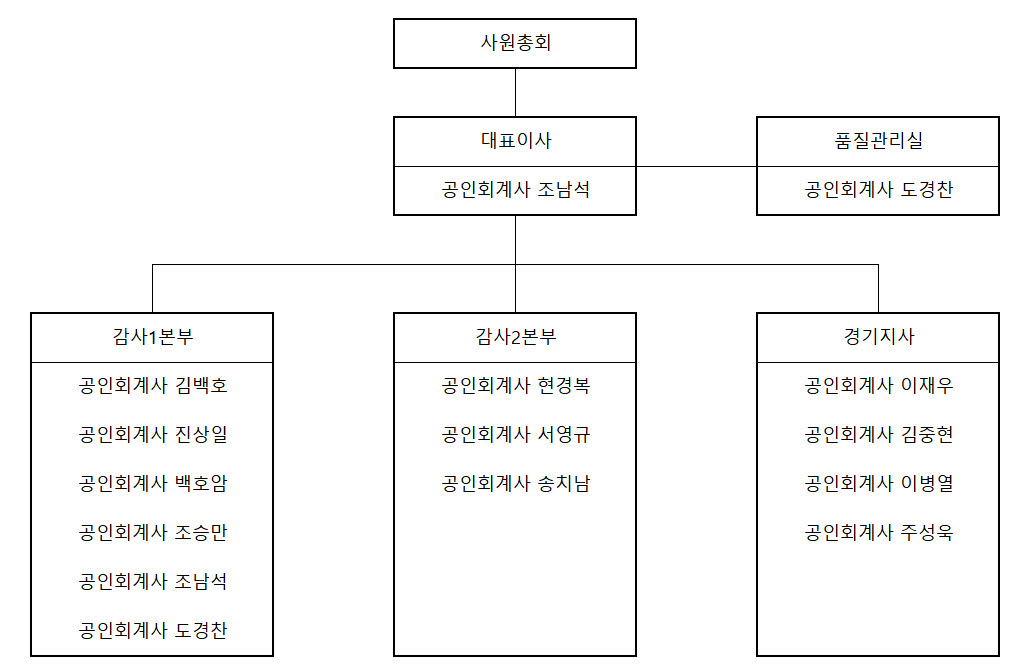 사원총회
대표이사
공인회계사 조남석
품질관리실
공인회계사 도경찬
감사1본부
공인회계사 김백호
공인회계사 진상일
공인회계사 백호암
공인회계사 조승만
공인회계사 조남석
공인회계사 도경찬
감사2본부
공인회계사 현경복
공인회계사 서영규
공인회계사 송치남
경기지사
공인회계사 이재우
공인회계사 김중현
공인회계사 이병열
공인회계사 주성욱